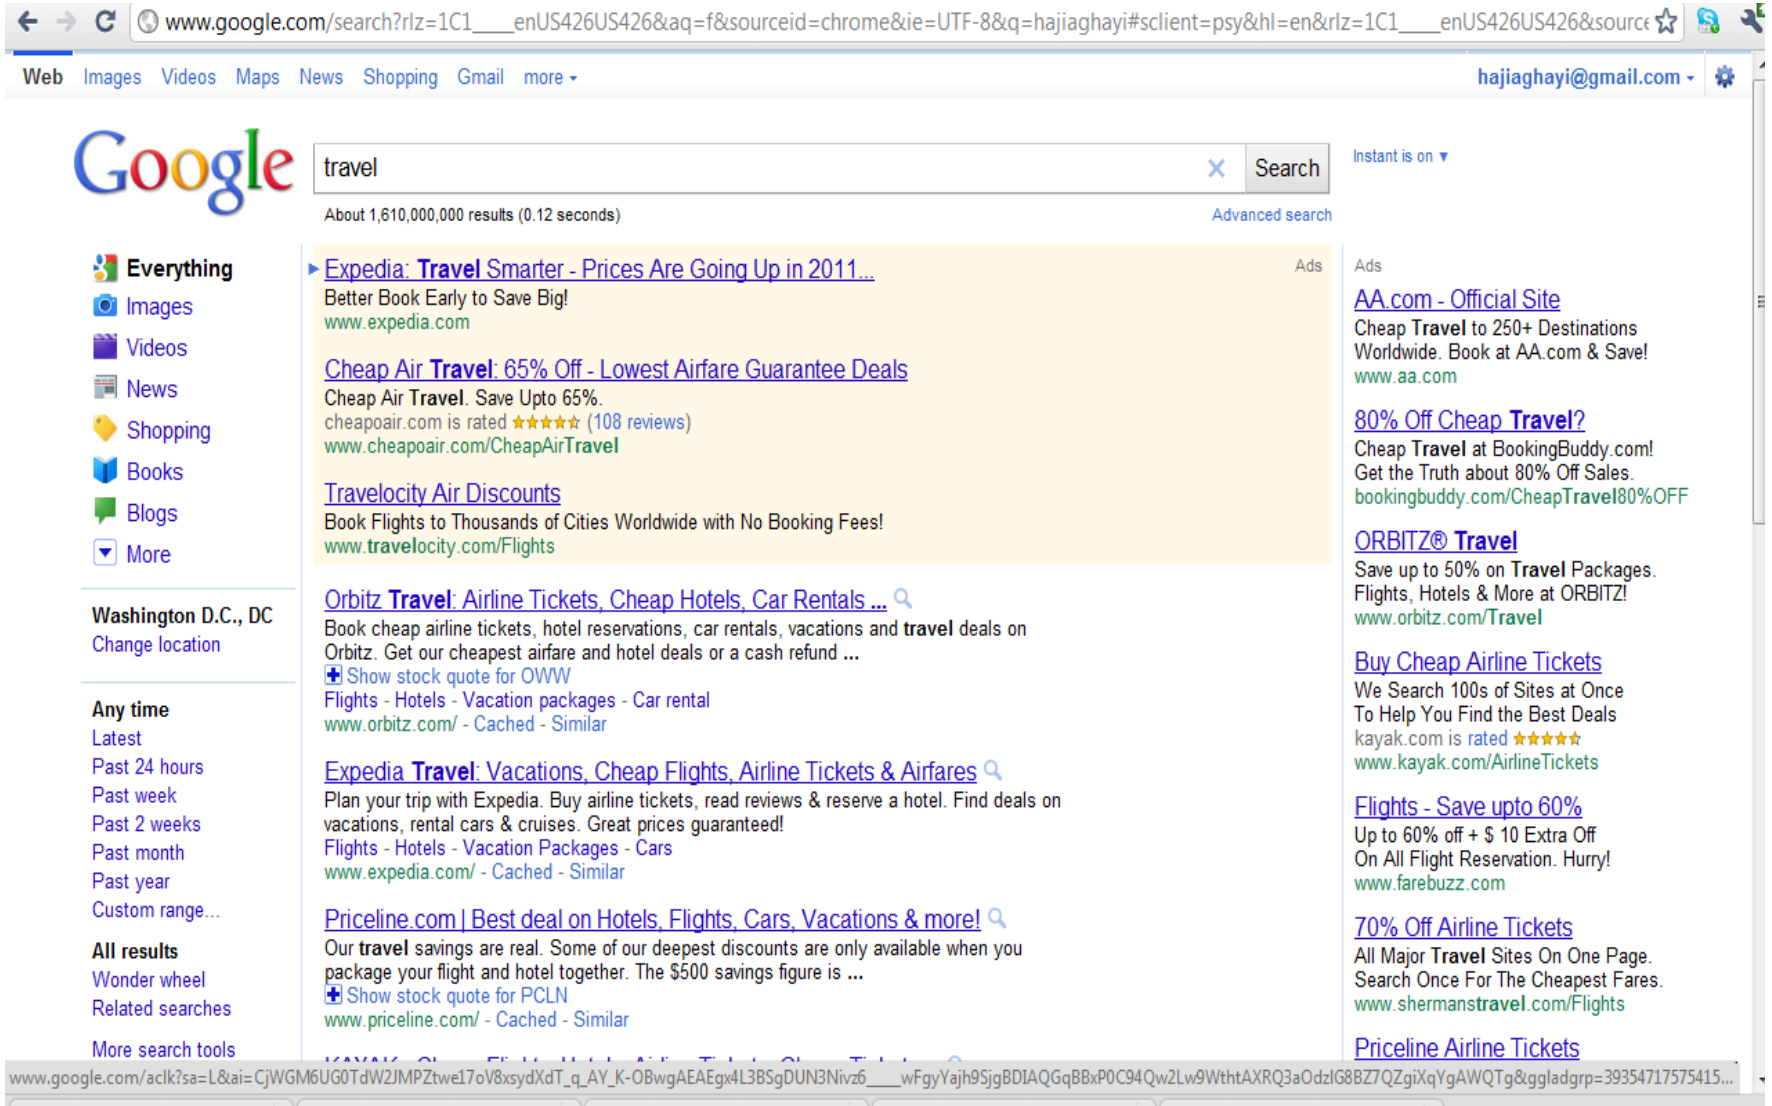 www.google.com/search?rlz=1C1____enUS426US426&aq=f&sourceid=chrome&ie=UTF-8&q=hajiaghayi#sclient=psy&hl=en&rlz=1C1____enUS426US426&source
Web Images Videos Maps News Shopping Gmail more
hajiaghayi@gmail.com
Google
travel
Search
Instant is on ▼
About 1,610,000,000 results (0.12 seconds)
Advanced search
Everything
Images
Videos
News
Shopping
Books
Blogs
More
Washington D.C., DC
Change location
Any time
Latest
Past 24 hours
Past week
Past 2 weeks
Past month
Past year
Custom range...
All results
Wonder wheel
Related searches
More search tools
Expedia: Travel Smarter - Prices Are Going Up in 2011...
Ads
Better Book Early to Save Big!
www.expedia.com
Cheap Air Travel: 65% Off - Lowest Airfare Guarantee Deals
Cheap Air Travel. Save Upto 65%.
cheapoair.com is rated (108 reviews)
www.cheapoair.com/CheapAirTravel
Travelocity Air Discounts
Book Flights to Thousands of Cities Worldwide with No Booking Fees!
www.travelocity.com/Flights
Orbitz Travel: Airline Tickets, Cheap Hotels, Car Rentals ...
Book cheap airline tickets, hotel reservations, car rentals, vacations and travel deals on
Orbitz. Get our cheapest airfare and hotel deals or a cash refund ...
Show stock quote for OWW
Flights - Hotels - Vacation packages - Car rental
www.orbitz.com/ - Cached - Similar
Expedia Travel: Vacations, Cheap Flights, Airline Tickets & Airfares
Plan your trip with Expedia. Buy airline tickets, read reviews & reserve a hotel. Find deals on
vacations, rental cars & cruises. Great prices guaranteed!
Flights - Hotels - Vacation Packages - Cars
www.expedia.com/ - Cached - Similar
Priceline.com | Best deal on Hotels, Flights, Cars, Vacations & more!
Our travel savings are real. Some of our deepest discounts are only available when you
package your flight and hotel together. The $500 savings figure is ...
Show stock quote for PCLN
www.priceline.com/ - Cached - Similar
Ads
AA.com - Official Site
Cheap Travel to 250+ Destinations
Worldwide. Book at AA.com & Save!
www.aa.com
80% Off Cheap Travel?
Cheap Travel at BookingBuddy.com!
Get the Truth about 80% Off Sales.
bookingbuddy.com/CheapTravel80%OFF
ORBITZ® Travel
Save up to 50% on Travel Packages.
Flights, Hotels & More at ORBITZ!
www.orbitz.com/Travel
Buy Cheap Airline Tickets
We Search 100s of Sites at Once
To Help You Find the Best Deals
kayak.com is rated
www.kayak.com/AirlineTickets
Flights - Save upto 60%
Up to 60% off + $ 10 Extra Off
On All Flight Reservation. Hurry!
www.farebuzz.com
70% Off Airline Tickets
All Major Travel Sites On One Page.
Search Once For The Cheapest Fares.
www.shermanstravel.com/Flights
Priceline Airline Tickets